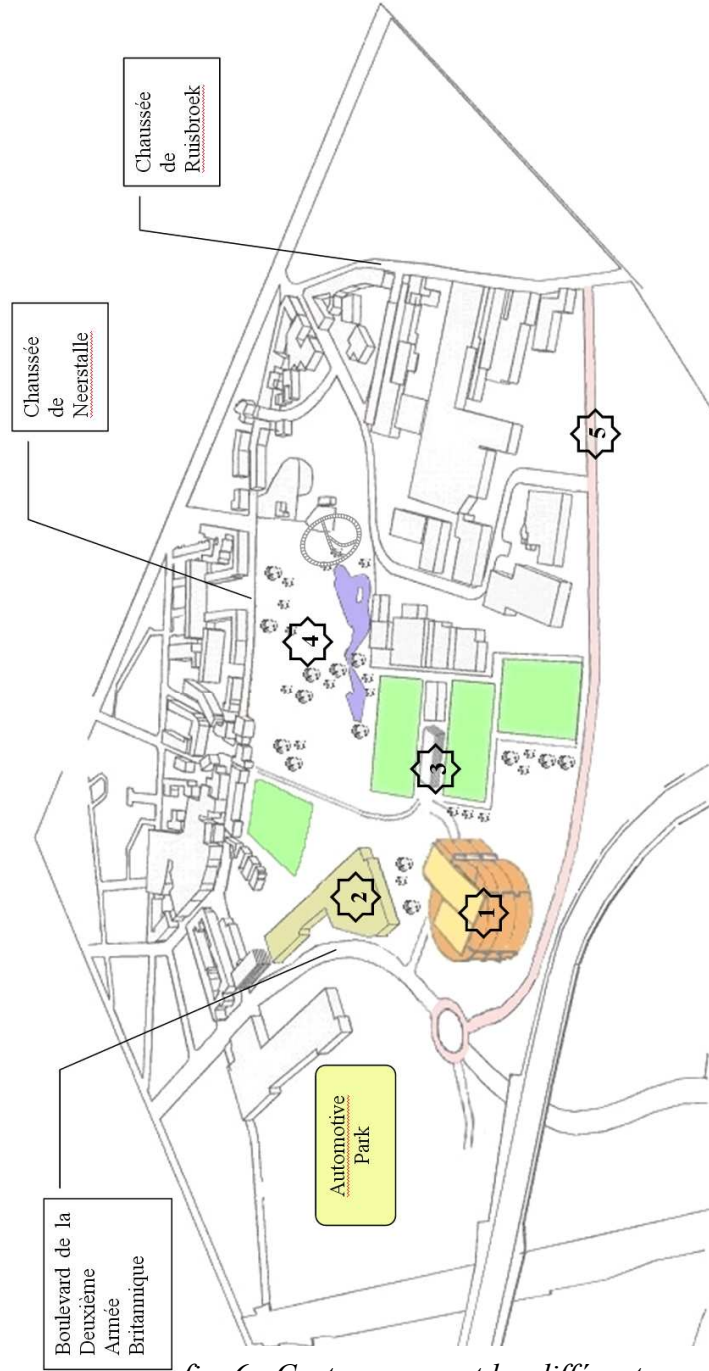 Chaussée
de
Ruisbroek
Chaussée
de
Neerstalle
Boulevard de la
Deuxième
Armée
Britannique
Automotive
Park
1
2
3
4
5